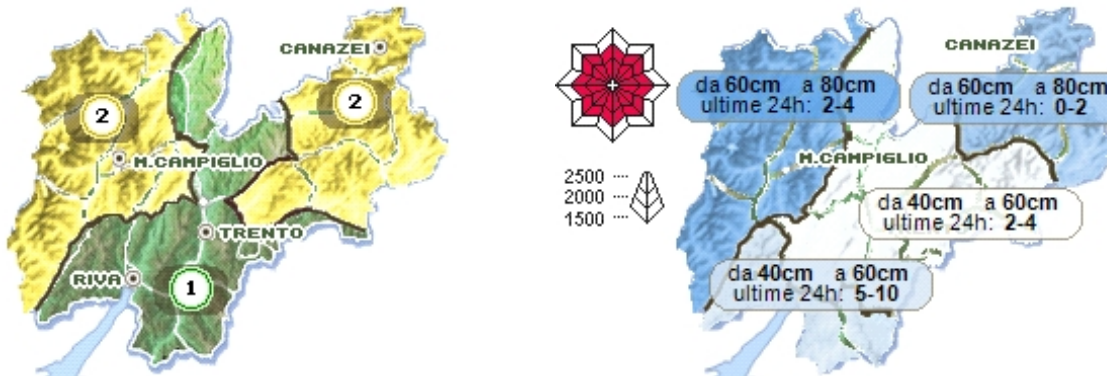 CANAZEI
2
2
M.CAMPIGLIO
TRENTO
RIVA
1
CANAZEI
da 60cm a 80cm
ultime 24h: 2-4
da 60cm a 80cm
ultime 24h: 0-2
M.CAMPIGLIO
2500
2000
1500
da 40cm a 60cm
ultime 24h: 2-4
da 40cm a 60cm
ultime 24h: 5-10